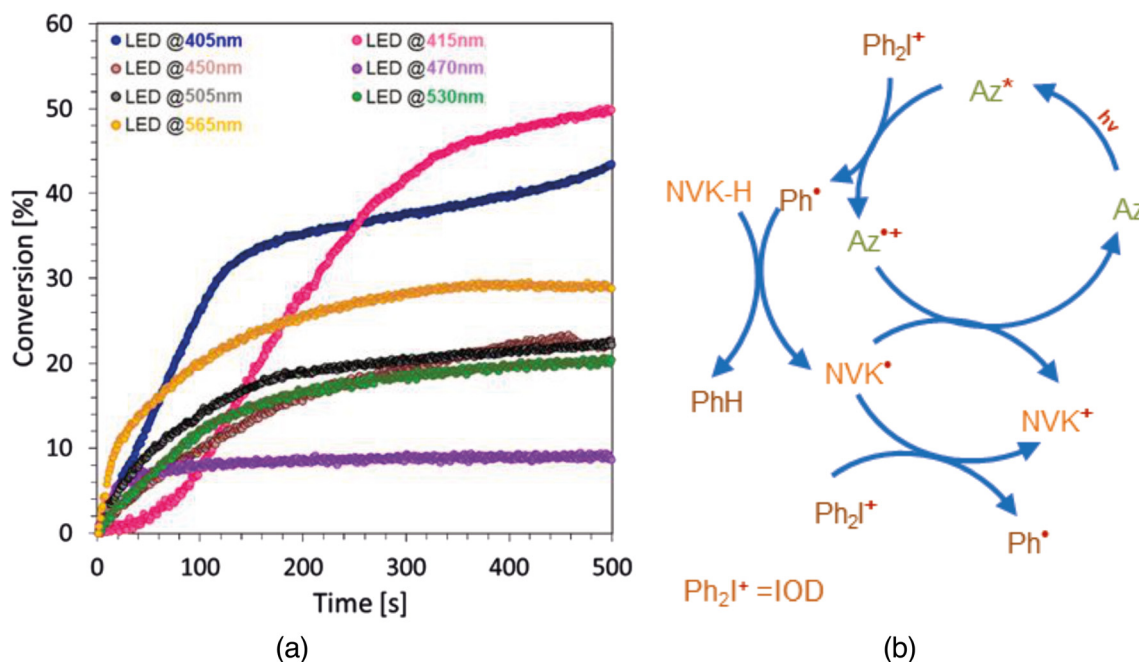 60
50
40
30
20
10
0
Conversion [%]
LED @405nm
LED @415nm
LED @450nm
LED @470nm
LED @505nm
LED @530nm
LED @565nm
0 100 200 300 400 500
Time [s]
(a)
Ph₂I⁺
Az*
hν
NVK-H
Ph•
Az
Az•⁺
NVK•
PhH
NVK⁺
Ph₂I⁺
Ph•
Ph₂I⁺ =IOD
(b)